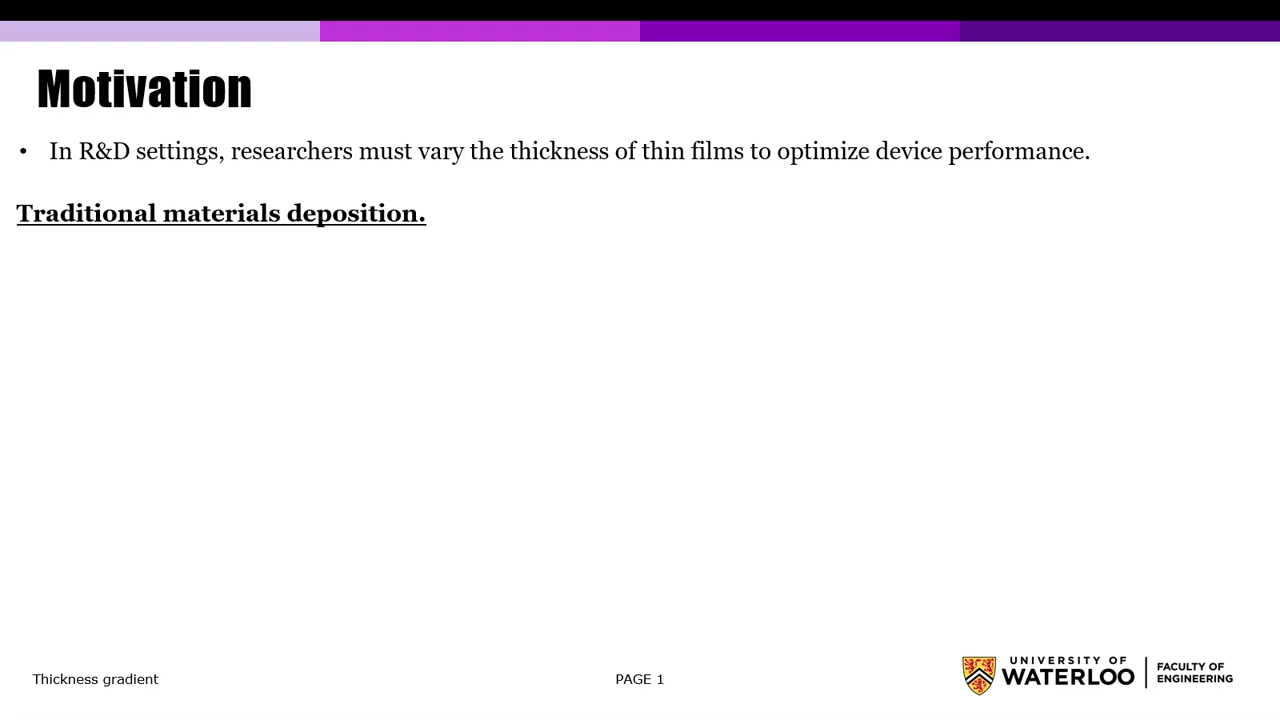 Motivation
• In R&D settings, researchers must vary the thickness of thin films to optimize device performance.
Traditional materials deposition.
Thickness gradient
PAGE 1
UNIVERSITY OF
WATERLOO
FACULTY OF
ENGINEERING